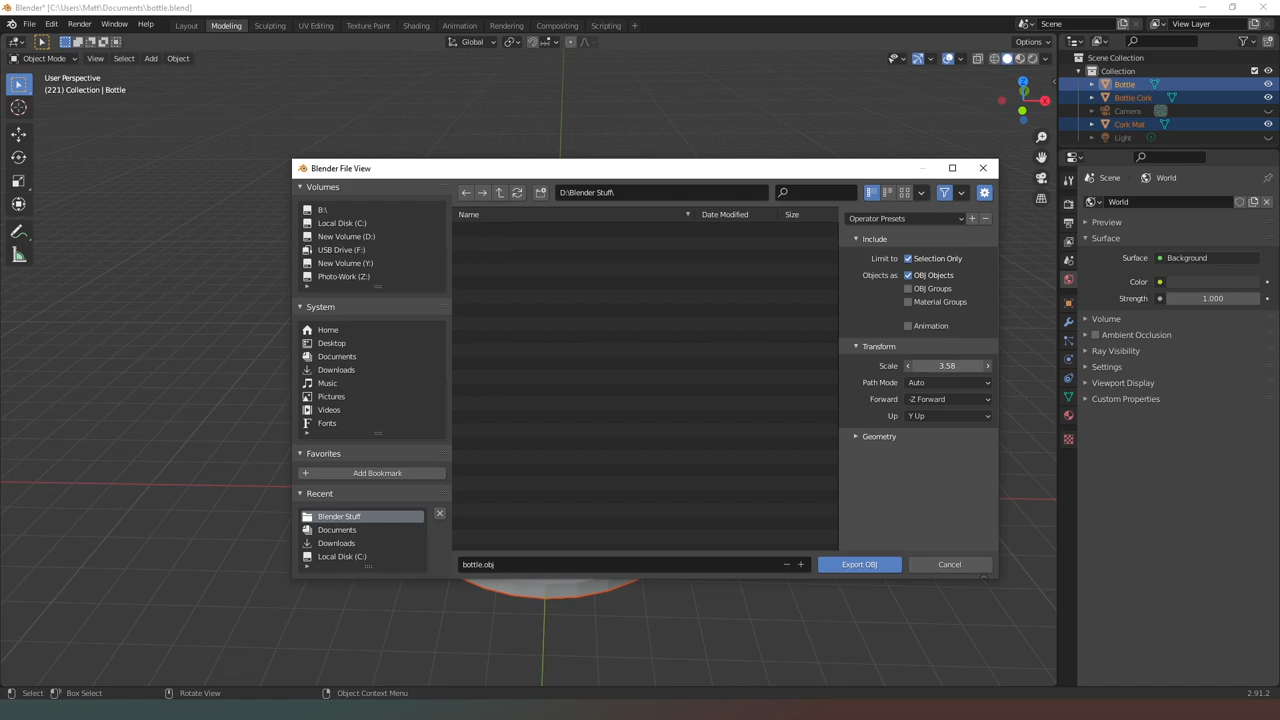 Blender* [C:\Users\Matt\Documents\bottle.blend]
File Edit Render Window Help Layout Modeling Sculpting UV Editing Texture Paint Shading Animation Rendering Compositing Scripting + Scene View Layer
Global Options
Object Mode View Select Add Object
User Perspective
(221) Collection | Bottle
Z
X
Scene Collection
Collection
Bottle
Bottle Cork
Camera
Cork Mat
Light
Scene > World
World
Preview
Surface
Surface Background
Color
Strength 1.000
Volume
Ambient Occlusion
Ray Visibility
Settings
Viewport Display
Custom Properties
Blender File View
Volumes
B:\
Local Disk (C:)
New Volume (D:)
USB Drive (F:)
New Volume (Y:)
Photo-Work (Z:)
System
Home
Desktop
Documents
Downloads
Music
Pictures
Videos
Fonts
Favorites
+ Add Bookmark
Recent
Blender Stuff
Documents
Downloads
Local Disk (C:)
D:\Blender Stuff\
Name Date Modified Size
Operator Presets
Include
Limit to Selection Only
Objects as OBJ Objects
OBJ Groups
Material Groups
Animation
Transform
Scale 3.58
Path Mode Auto
Forward -Z Forward
Up Y Up
Geometry
bottle.obj
Export OBJ Cancel
Select Box Select Rotate View Object Context Menu 2.91.2